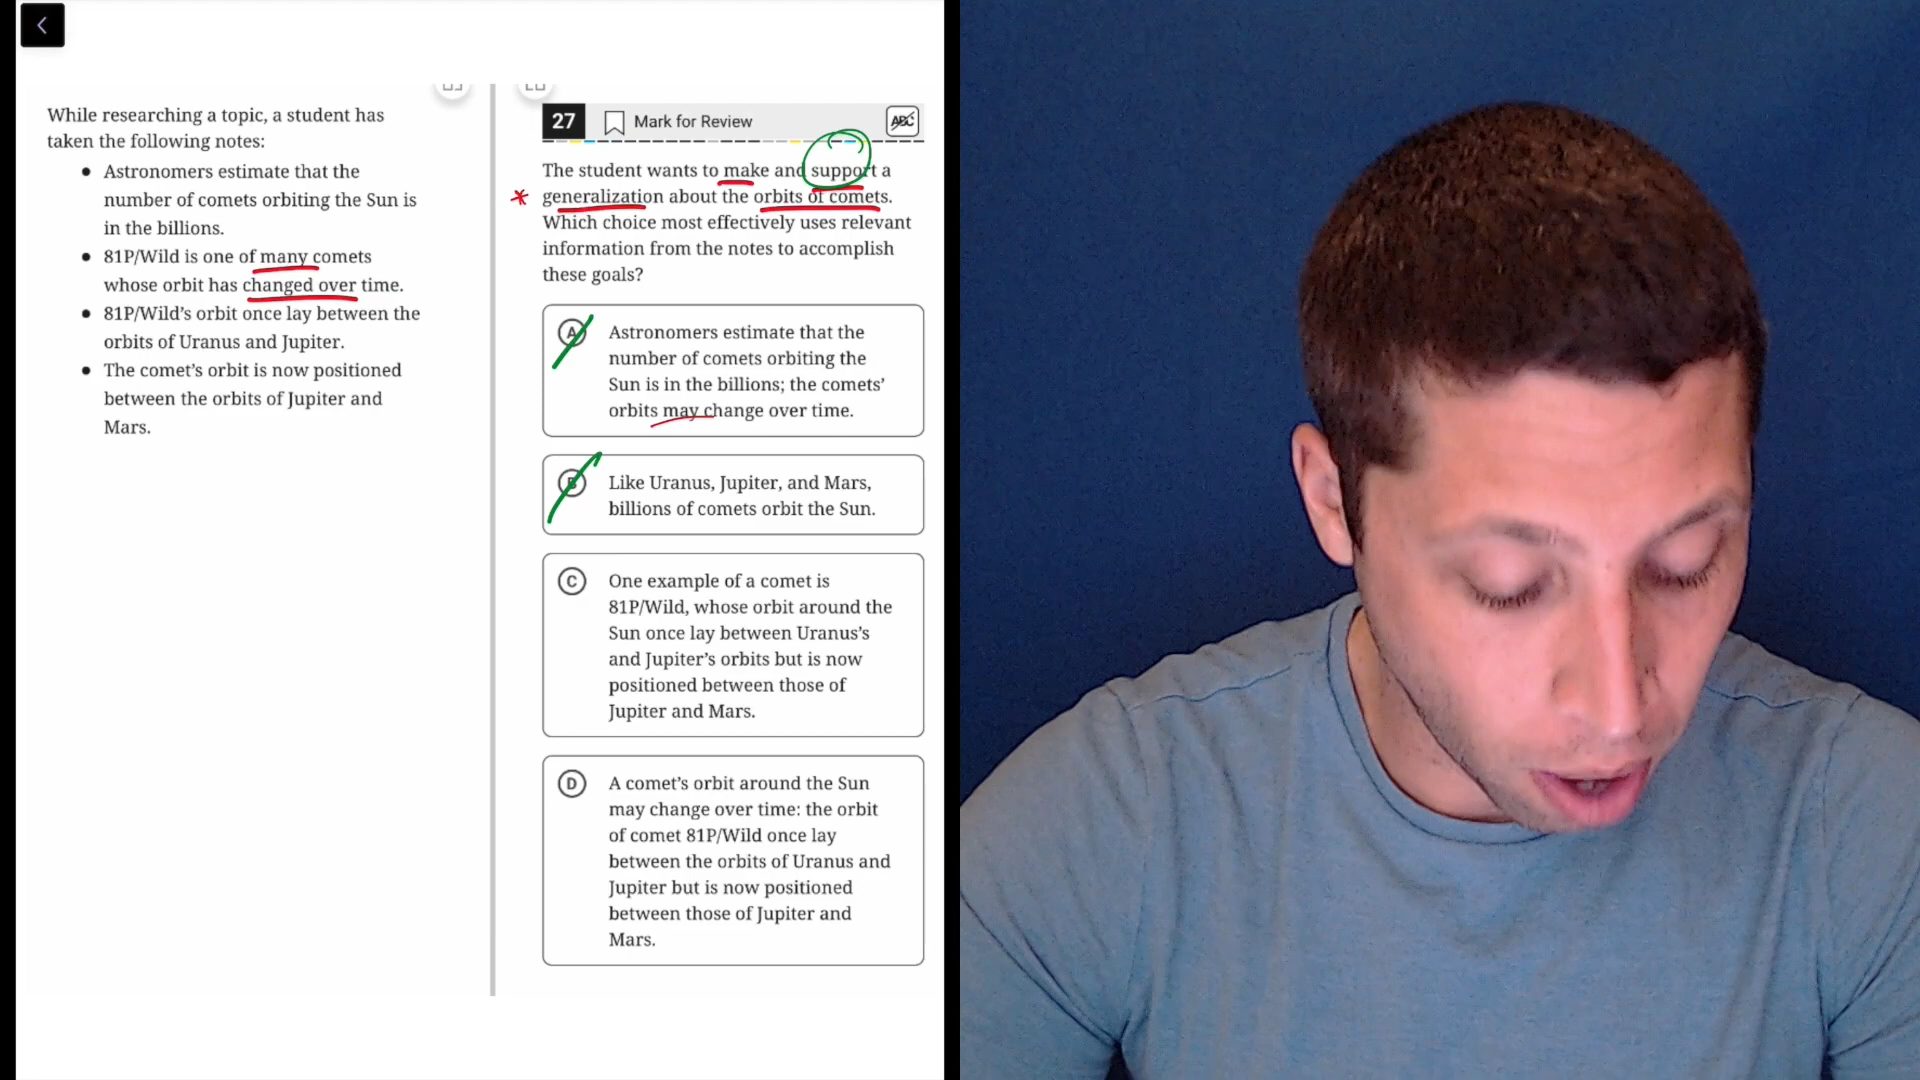 While researching a topic, a student has
taken the following notes:
• Astronomers estimate that the
number of comets orbiting the Sun is
in the billions.
• 81P/Wild is one of many comets
whose orbit has changed over time.
• 81P/Wild’s orbit once lay between the
orbits of Uranus and Jupiter.
• The comet’s orbit is now positioned
between the orbits of Jupiter and
Mars.
27 Mark for Review ABC
The student wants to make and support a
* generalization about the orbits of comets.
Which choice most effectively uses relevant
information from the notes to accomplish
these goals?
A Astronomers estimate that the
number of comets orbiting the
Sun is in the billions; the comets’
orbits may change over time.
B Like Uranus, Jupiter, and Mars,
billions of comets orbit the Sun.
C One example of a comet is
81P/Wild, whose orbit around the
Sun once lay between Uranus’s
and Jupiter’s orbits but is now
positioned between those of
Jupiter and Mars.
D A comet’s orbit around the Sun
may change over time: the orbit
of comet 81P/Wild once lay
between the orbits of Uranus and
Jupiter but is now positioned
between those of Jupiter and
Mars.